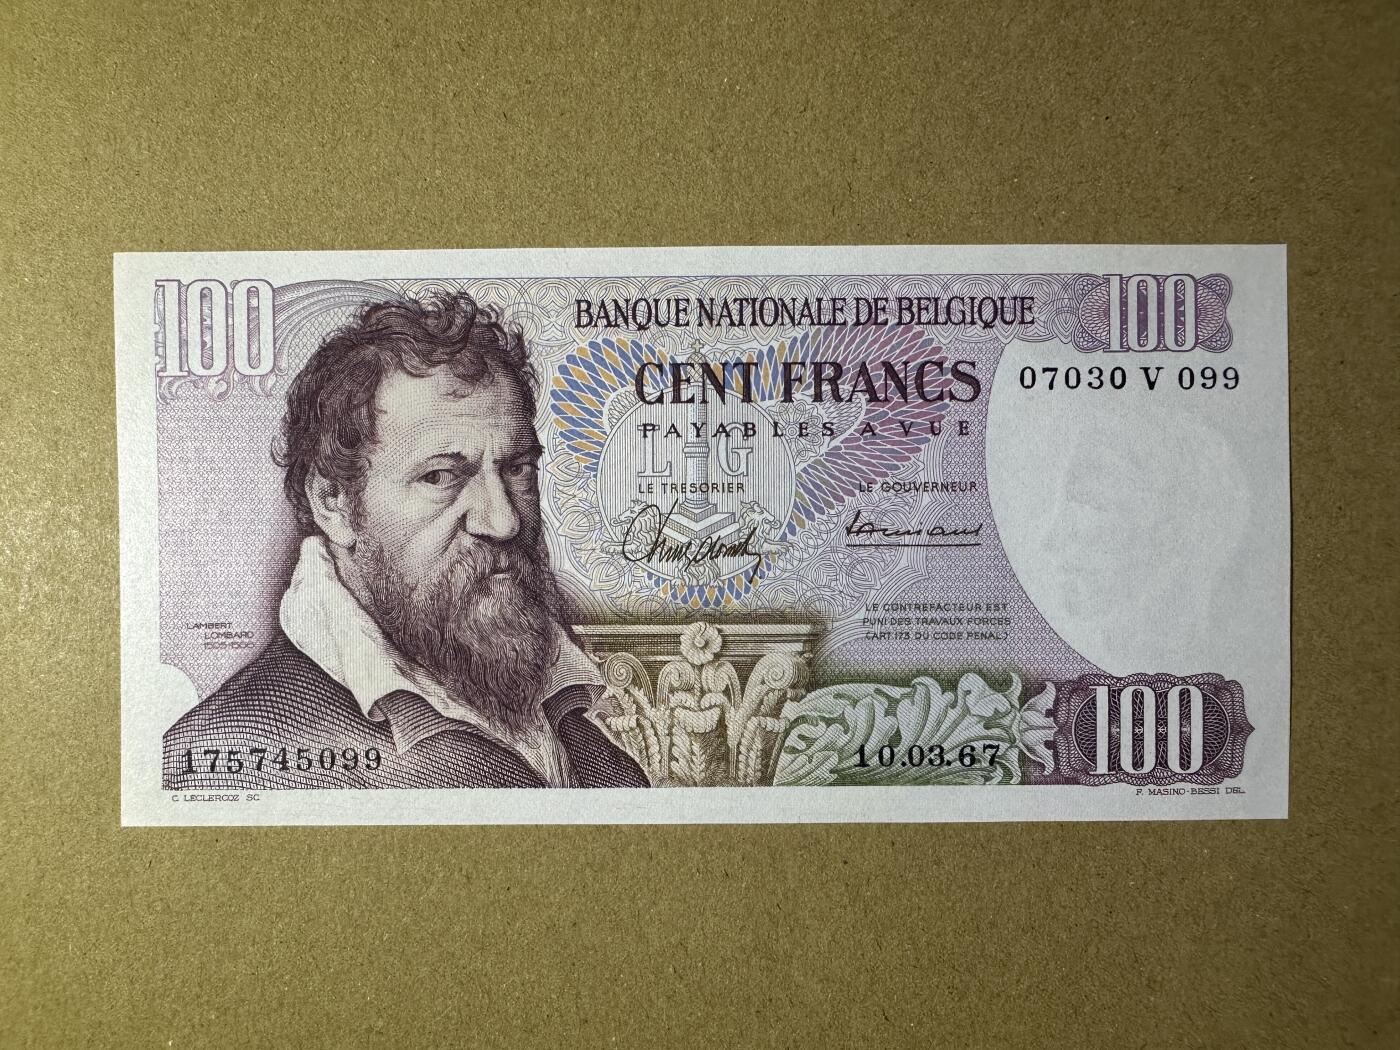 100
BANQUE NATIONALE DE BELGIQUE
100
CENT FRANCS
07030 V 099
PAYABLES A VUE
L G
LE TRESORIER
LE GOUVERNEUR
LE CONTREFACTEUR EST
PUNI DES TRAVAUX FORCES
(ART 173 DU CODE PENAL)
LAMBERT
LOMBARD
1505-1566
175745099
10.03.67
100
C. LECLERCQZ SC.
F. MASINO-BESSI DEL.